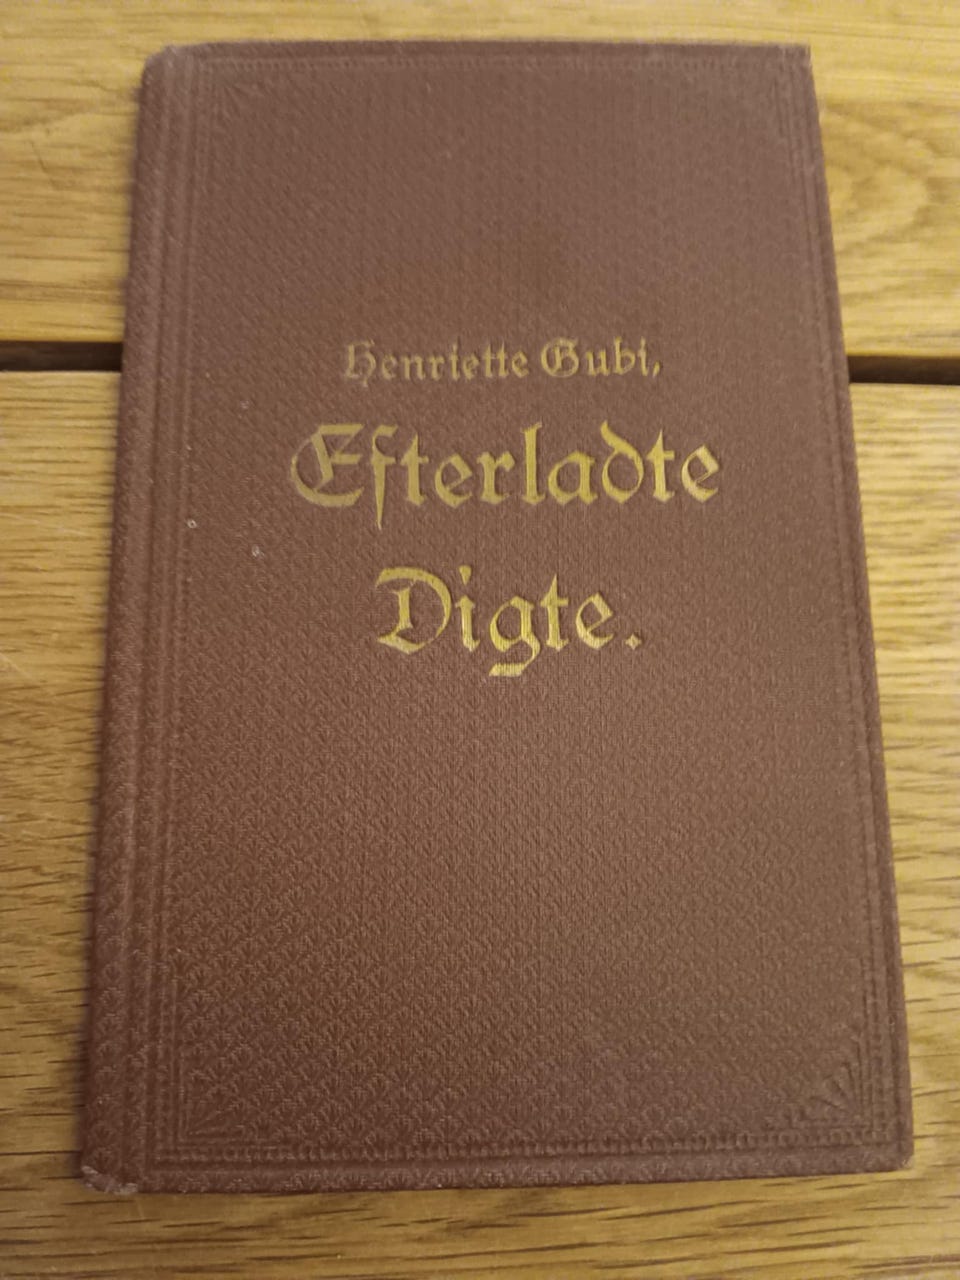 Henriette Gubi,
Efterladte
Digte.